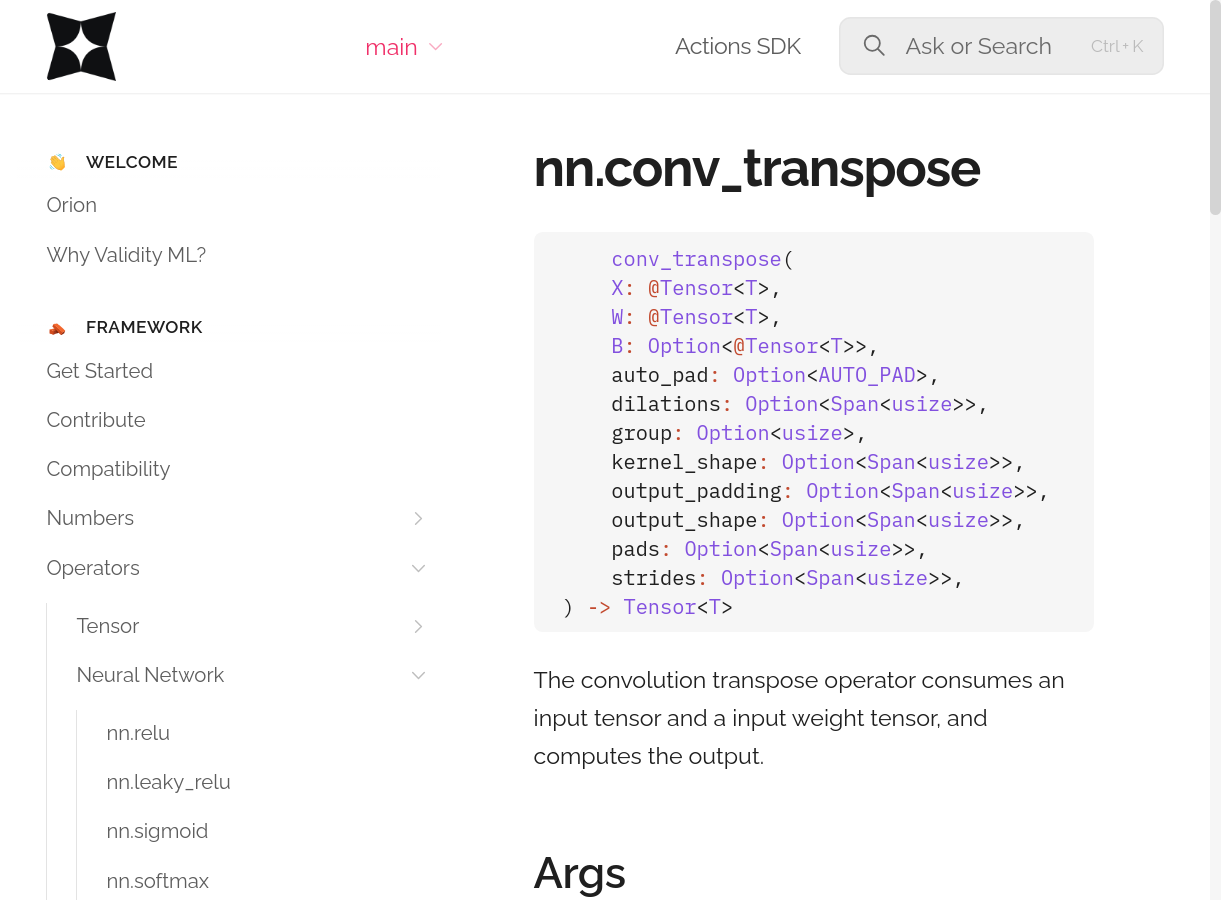 main
Actions SDK
Ask or Search
Ctrl + K
👋 WELCOME
Orion
Why Validity ML?
🧱 FRAMEWORK
Get Started
Contribute
Compatibility
Numbers
Operators
Tensor
Neural Network
nn.relu
nn.leaky_relu
nn.sigmoid
nn.softmax
nn.conv_transpose
conv_transpose(
X: @Tensor<T>,
W: @Tensor<T>,
B: Option<@Tensor<T>>,
auto_pad: Option<AUTO_PAD>,
dilations: Option<Span<usize>>,
group: Option<usize>,
kernel_shape: Option<Span<usize>>,
output_padding: Option<Span<usize>>,
output_shape: Option<Span<usize>>,
pads: Option<Span<usize>>,
strides: Option<Span<usize>>,
) -> Tensor<T>
The convolution transpose operator consumes an
input tensor and a input weight tensor, and
computes the output.
Args